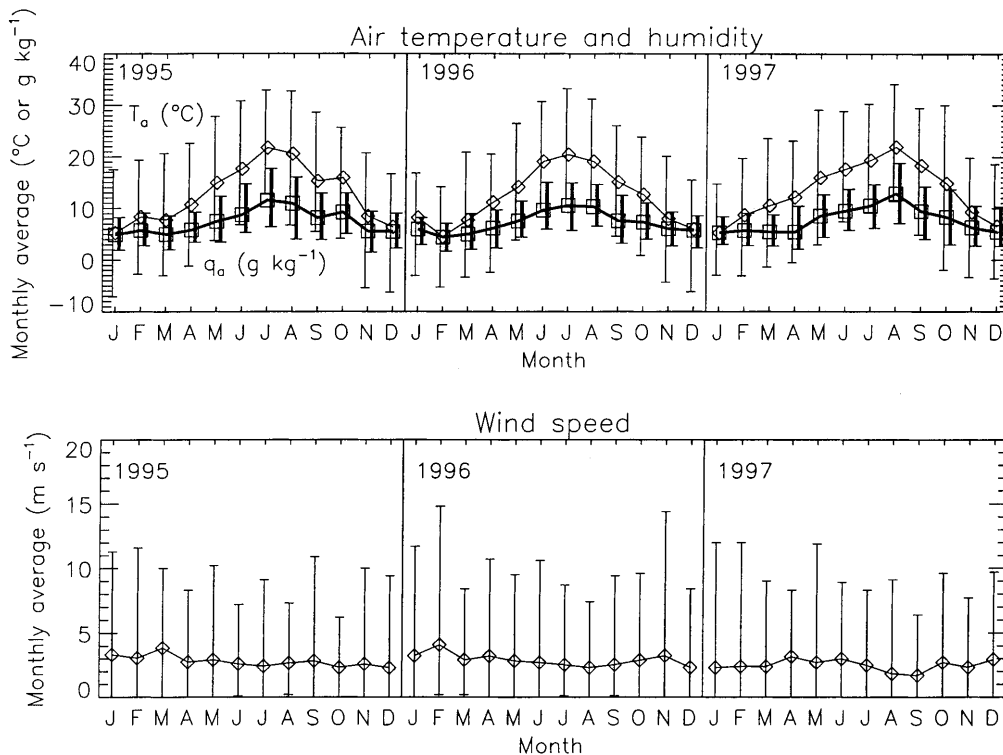 Air temperature and humidity
Monthly average (°C or g kg⁻¹)
40
30
20
10
0
−10
1995
1996
1997
Tₐ (°C)
qₐ (g kg⁻¹)
J F M A M J J A S O N D
J F M A M J J A S O N D
J F M A M J J A S O N D
Month
Wind speed
Monthly average (m s⁻¹)
20
15
10
5
0
1995
1996
1997
J F M A M J J A S O N D
J F M A M J J A S O N D
J F M A M J J A S O N D
Month